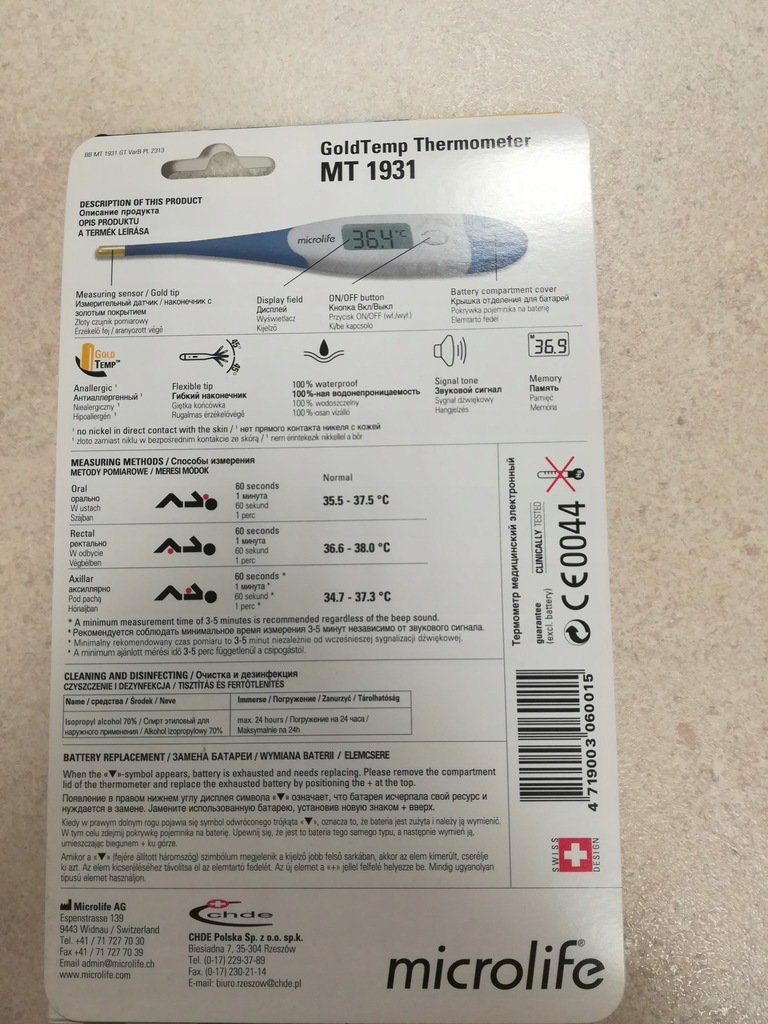 BB MT 1931 GT VarB-PL 2313
GoldTemp Thermometer
MT 1931
DESCRIPTION OF THIS PRODUCT
Описание продукта
OPIS PRODUKTU
A TERMÉK LEÍRÁSA
microlife
36.4°C
Measuring sensor / Gold tip
Измерительный датчик / наконечник с
золотым покрытием
Złoty czujnik pomiarowy
Érzékelő fej / aranyozott végé
Display field
Дисплей
Wyświetlacz
Kijelző
ON/OFF button
Кнопка Вкл/Выкл
Przycisk ON/OFF (wł./wył.)
Ki/be kapcsoló
Battery compartment cover
Крышка отделения для батарей
Pokrywka pojemnika na baterię
Elemtartó fedél
GOLD
TEMP™
45°
45°
M
36.9
Anallergic ¹
Антиаллергенный ¹
Niealergiczny ¹
Hipoallergén ¹
Flexible tip
Гибкий наконечник
Giętka końcówka
Rugalmas érzékelővégé
100% waterproof
100%-ная водонепроницаемость
100% wodoszczelny
100%-osan vízálló
Signal tone
Звуковой сигнал
Sygnał dźwiękowy
Hangjelzés
Memory
Память
Pamięć
Memória
¹ no nickel in direct contact with the skin / ¹ нет прямого контакта никеля с кожей
¹ złoto zamiast niklu w bezpośrednim kontakcie ze skórą / ¹ nem érintekezik nikkellel a bőr
MEASURING METHODS / Способы измерения
METODY POMIAROWE / MERESI MÓDOK
Normal
Oral
орально
W ustach
Szájban
60 seconds
1 минута
60 sekund
1 perc
35.5 - 37.5 °C
Rectal
ректально
W odbycie
Végbélben
60 seconds
1 минута
60 sekund
1 perc
36.6 - 38.0 °C
Axillar
аксиллярно
Pod pachą
Hónaljban
60 seconds *
1 минута *
60 sekund *
1 perc *
34.7 - 37.3 °C
* A minimum measurement time of 3-5 minutes is recommended regardless of the beep sound.
* Рекомендуется соблюдать минимальное время измерения 3-5 минут независимо от звукового сигнала.
* Minimalny rekomendowany czas pomiaru to 3-5 minut niezależnie od wcześniejszej sygnalizacji dźwiękowej.
* A minimum ajánlott mérési idő 3-5 perc függetlenül a csipogástól.
CLEANING AND DISINFECTING / Очистка и дезинфекция
CZYSZCZENIE I DEZYNFEKCJA / TISZTÍTÁS ÉS FERTŐTLENÍTÉS
Name / средства / Środek / Neve
Immerse / Погружение / Zanurzyć / Tárolhatóság
Isopropyl alcohol 70% / Спирт этиловый для
наружного применения / Alkohol izopropylowy 70%
max. 24 hours / Погружение на 24 часа /
Maksymalnie na 24h
BATTERY REPLACEMENT / ЗАМЕНА БАТАРЕИ / WYMIANA BATERII / ELEMCSERE
When the «▼»-symbol appears, battery is exhausted and needs replacing. Please remove the compartment
lid of the thermometer and replace the exhausted battery by positioning the + at the top.
Появление в правом нижнем углу дисплея символа «▼» означает, что батарея исчерпала свой ресурс и
нуждается в замене. Замените использованную батарею, установив новую знаком + вверх.
Kiedy w prawym dolnym rogu pojawia się symbol odwróconego trójkąta «▼», oznacza to, że bateria jest zużyta i należy ją wymienić.
W tym celu zdejmij pokrywkę pojemnika na baterię. Upewnij się, że jest to bateria tego samego typu, a następnie wymień ją,
umieszczając biegunem + ku górze.
Amikor a «▼» (fejére állított háromszög) szimbólum megjelenik a kijelző jobb felső sarkában, akkor az elem kimerült, cserélje
ki azt. Az elem kicseréléséhez távolítsa el az elemtartó fedelét. Az új elemet a «+» jellel felfelé helyezze be. Mindig ugyanolyan
típusú elemet használjon.
Термометр медицинский электронный
guarantee
(excl. battery)
CLINICALLY TESTED
CE0044
Hg
4 719003 060015
SWISS
DESIGN
Microlife AG
Espenstrasse 139
9443 Widnau / Switzerland
Tel. +41 / 71 727 70 30
Fax +41 / 71 727 70 39
Email admin@microlife.ch
www.microlife.com
chde
CHDE Polska Sp. z o.o. sp.k.
Biesiadna 7, 35-304 Rzeszów
Tel. (0-17) 229-37-89
Fax. (0-17) 230-21-14
E-mail: biuro.rzeszow@chde.pl
microlife®